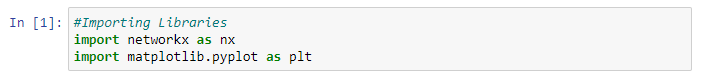 In [1]: #Importing Libraries
import networkx as nx
import matplotlib.pyplot as plt